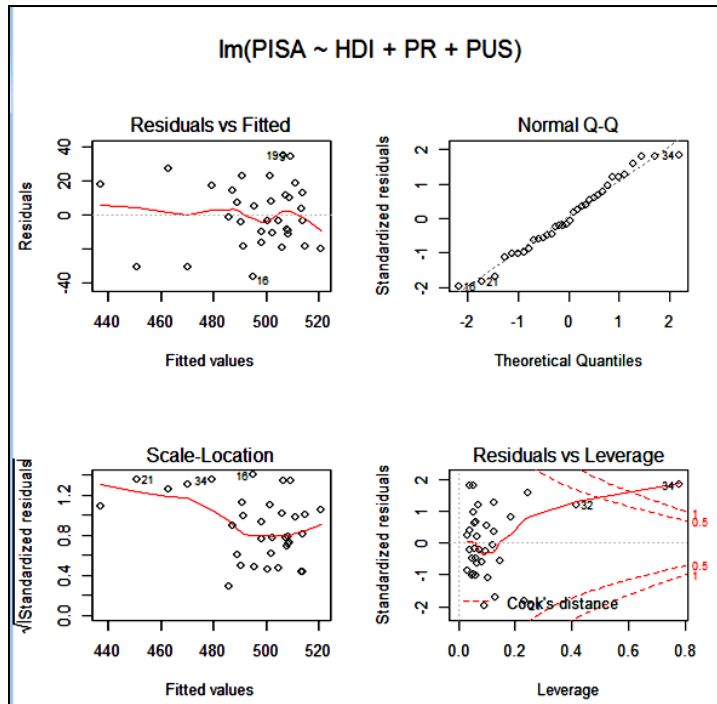 lm(PISA ~ HDI + PR + PUS)
Residuals vs Fitted
Residuals
40
20
0
-40
19
16
440 460 480 500 520
Fitted values
Normal Q-Q
Standardized residuals
2
1
0
-1
-2
34
16
21
-2 -1 0 1 2
Theoretical Quantiles
Scale-Location
√|Standardized residuals|
1.2
0.8
0.4
0.0
21
34
16
440 460 480 500 520
Fitted values
Residuals vs Leverage
Standardized residuals
2
1
0
-1
-2
34
32
1
0.5
0.5
1
Cook's distance
0.0 0.2 0.4 0.6 0.8
Leverage